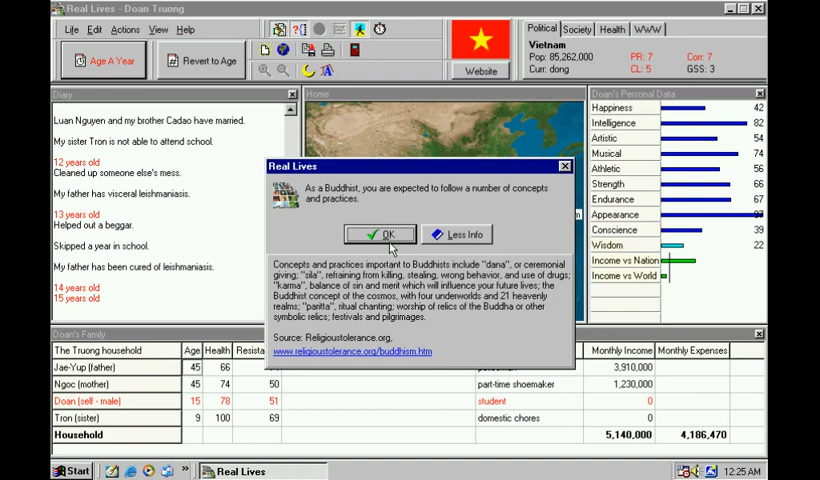 Real Lives - Doan Truong
Life Edit Actions View Help
Age A Year
Revert to Age
Website
Political Society Health WWW
Vietnam
Pop: 85,262,000 PR: 7 Corr: 7
Curr: dong CL: 5 GSS: 3
Diary
Luan Nguyen and my brother Cadao have married.
My sister Tron is not able to attend school.
12 years old
Cleaned up someone else's mess.
My father has visceral leishmaniasis.
13 years old
Helped out a beggar.
Skipped a year in school.
My father has been cured of leishmaniasis.
14 years old
15 years old
Home
Real Lives
As a Buddhist, you are expected to follow a number of concepts
and practices.
OK
Less Info
Concepts and practices important to Buddhists include "dana", or ceremonial
giving; "sila", refraining from killing, stealing, wrong behavior, and use of drugs;
"karma", balance of sin and merit which will influence your future lives; the
Buddhist concept of the cosmos, with four underworlds and 21 heavenly
realms; "paritta", ritual chanting; worship of relics of the Buddha or other
symbolic relics; festivals and pilgrimages.
Source: Religioustolerance.org,
www.religioustolerance.org/buddhism.htm
Doan's Personal Data
Happiness 42
Intelligence 82
Artistic 54
Musical 74
Athletic 56
Strength 66
Endurance 67
Appearance
Conscience 39
Wisdom 22
Income vs Nation
Income vs World
Doan's Family
The Truong household Age Health Monthly Income Monthly Expenses
Jae-Yup (father) 45 66 3,910,000
Ngoc (mother) 45 74 50 part-time shoemaker 1,230,000
Doan (self - male) 15 78 51 student 0
Tron (sister) 9 100 69 domestic chores 0
Household 5,140,000 4,186,470
Start
Real Lives
12:25 AM